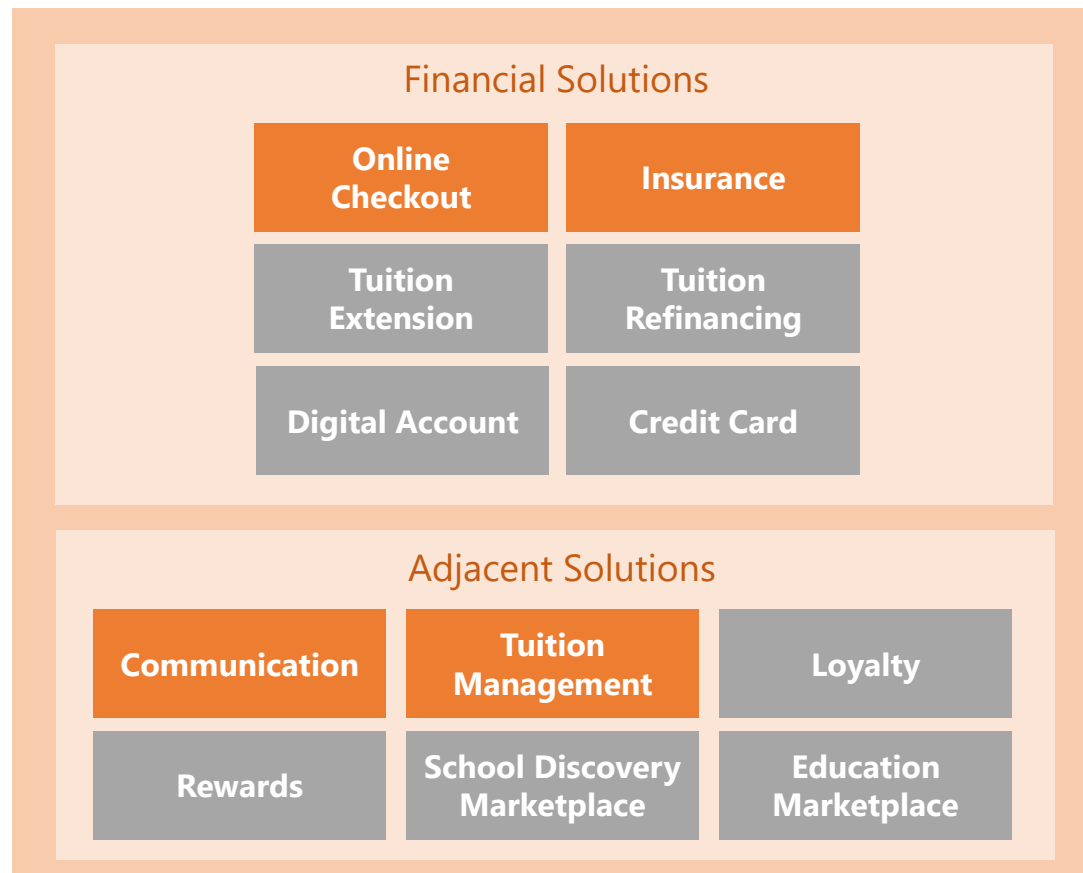 Financial Solutions
Online
Checkout
Insurance
Tuition
Extension
Tuition
Refinancing
Digital Account
Credit Card
Adjacent Solutions
Communication
Tuition
Management
Loyalty
Rewards
School Discovery
Marketplace
Education
Marketplace